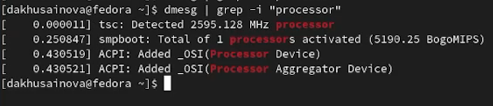 [dakhusainova@fedora ~]$ dmesg | grep -i "processor"
[    0.000011] tsc: Detected 2595.128 MHz processor
[    0.250847] smpboot: Total of 1 processors activated (5190.25 BogoMIPS)
[    0.430519] ACPI: Added _OSI(Processor Device)
[    0.430521] ACPI: Added _OSI(Processor Aggregator Device)
[dakhusainova@fedora ~]$